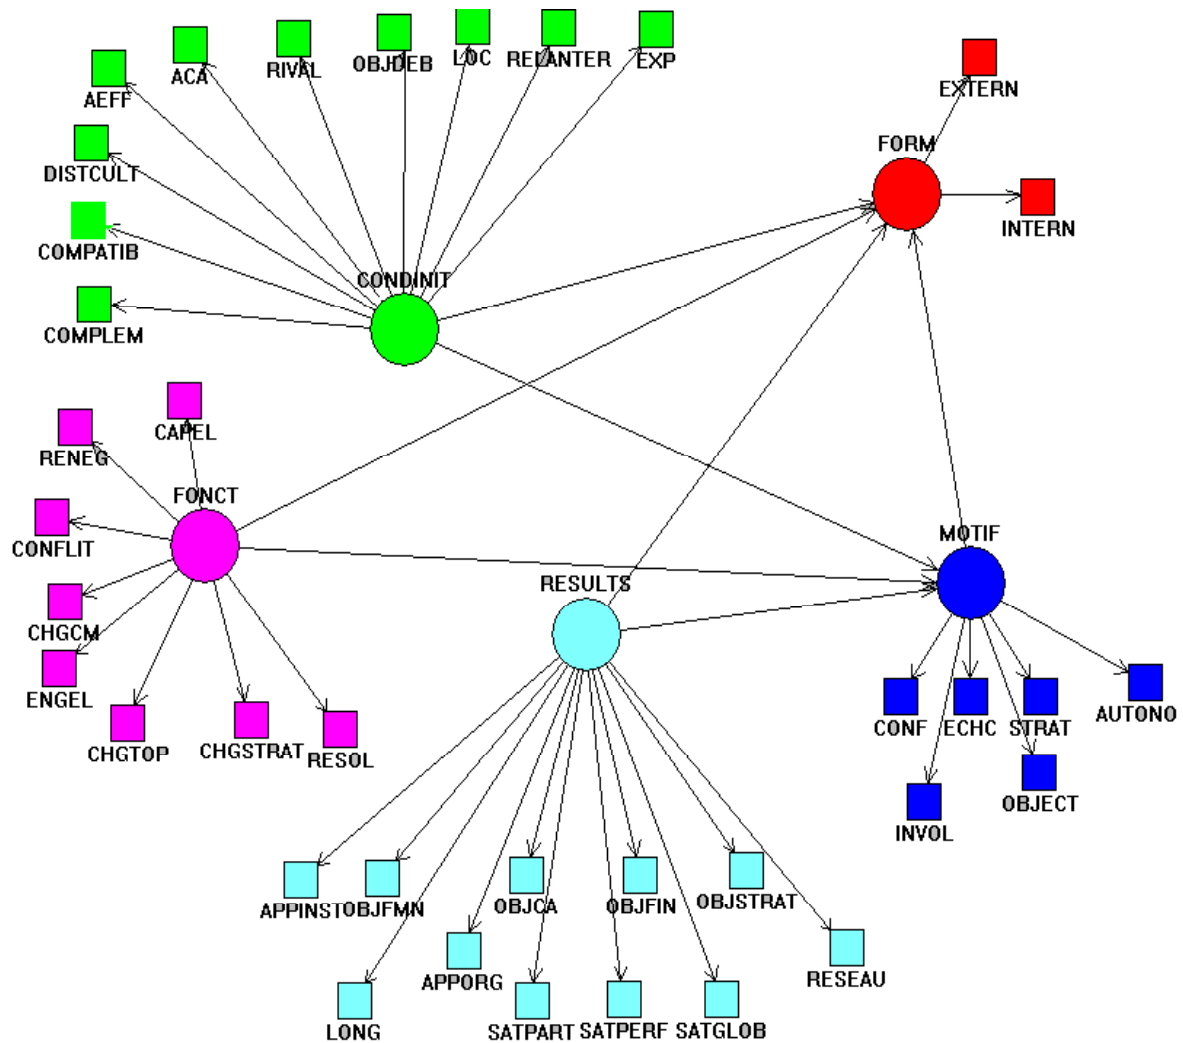 EXP
LOC
RELANTER
OBJDEB
RIVAL
ACA
AEFF
EXTERN
FORM
DISTCULT
INTERN
COMPATIB
CONDINIT
COMPLEM
CAPEL
RENEG
FONCT
MOTIF
CONFLIT
RESULTS
CHGCM
ENGEL
AUTONO
CONF
ECHC
STRAT
CHGSTRAT
CHGTOP
RESOL
OBJECT
INVOL
OBJSTRAT
APPINST
OBJFMN
OBJCA
OBJFIN
RESEAU
APPORG
LONG
SATPART
SATPERF
SATGLOB